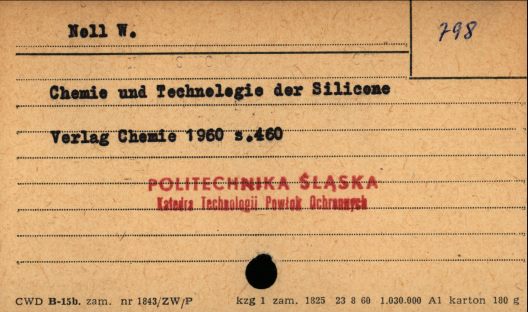 Noll W.
798
Chemie und Technologie der Silicone
Verlag Chemie 1960 s.460
POLITECHNIKA ŚLĄSKA
Katedra Technologii Powłok Ochronnych
CWD B-15b. zam. nr 1843/ZW/P kzg 1 zam. 1825 23 8 60 1.030.000 A1 karton 180 g